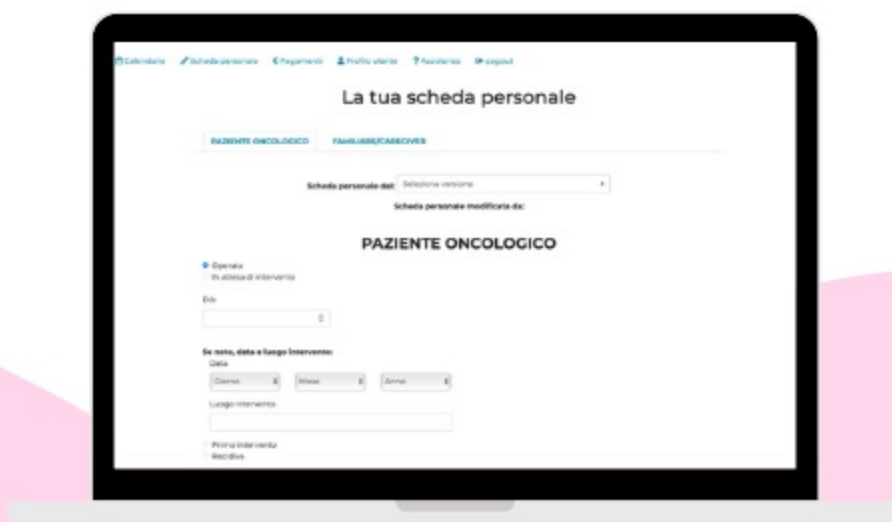 Calendario Scheda personale Pagamenti Profilo utente Assistenza Logout
La tua scheda personale
PAZIENTE ONCOLOGICO FAMILIARE/CAREGIVER
Scheda personale del: Seleziona versione
Scheda personale modificata da:
PAZIENTE ONCOLOGICO
Operata
In attesa di intervento
Età:
Se noto, data e luogo intervento:
Data
Giorno Mese Anno
Luogo intervento
Primo intervento
Recidiva